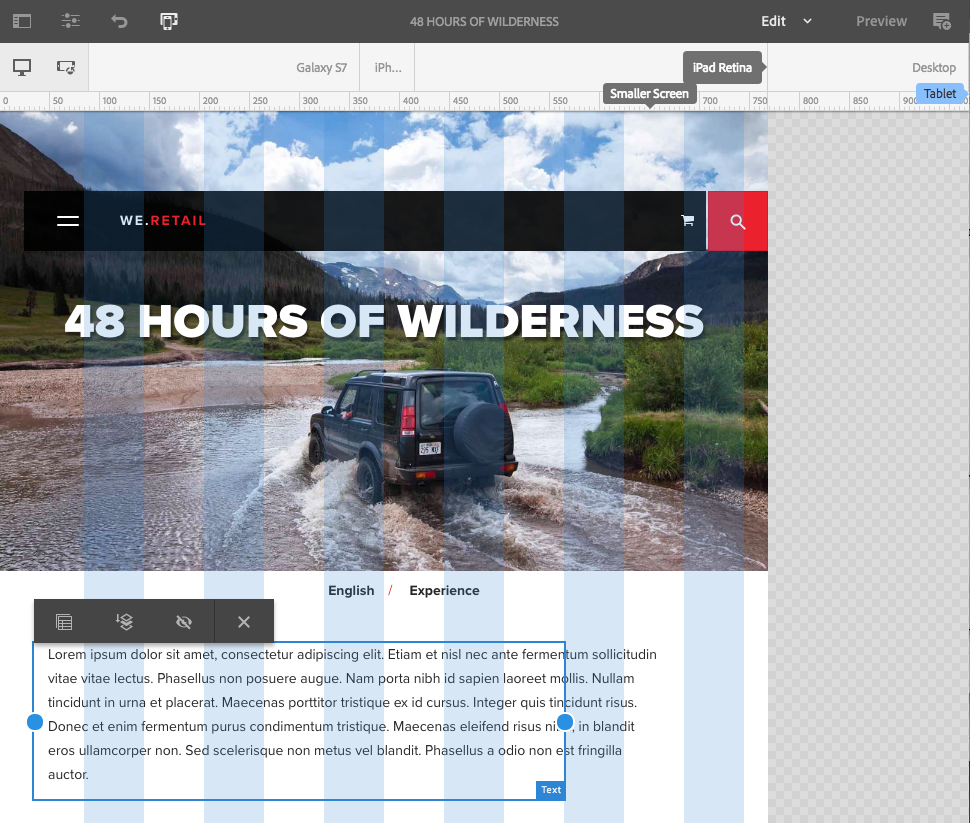 48 HOURS OF WILDERNESS
Edit
Preview
Galaxy S7
iPh...
iPad Retina
Desktop
Smaller Screen
Tablet
0 50 100 150 200 250 300 350 400 450 500 550 700 750 800 850 900
WE.RETAIL
48 HOURS OF WILDERNESS
English / Experience
Lorem ipsum dolor sit amet, consectetur adipiscing elit. Etiam et nisl nec ante fermentum sollicitudin
vitae vitae lectus. Phasellus non posuere augue. Nam porta nibh id sapien laoreet mollis. Nullam
tincidunt in urna et placerat. Maecenas porttitor tristique ex id cursus. Integer quis tincidunt risus.
Donec et enim fermentum purus condimentum tristique. Maecenas eleifend risus ni , in blandit
eros ullamcorper non. Sed scelerisque non metus vel blandit. Phasellus a odio non est fringilla
auctor.
Text